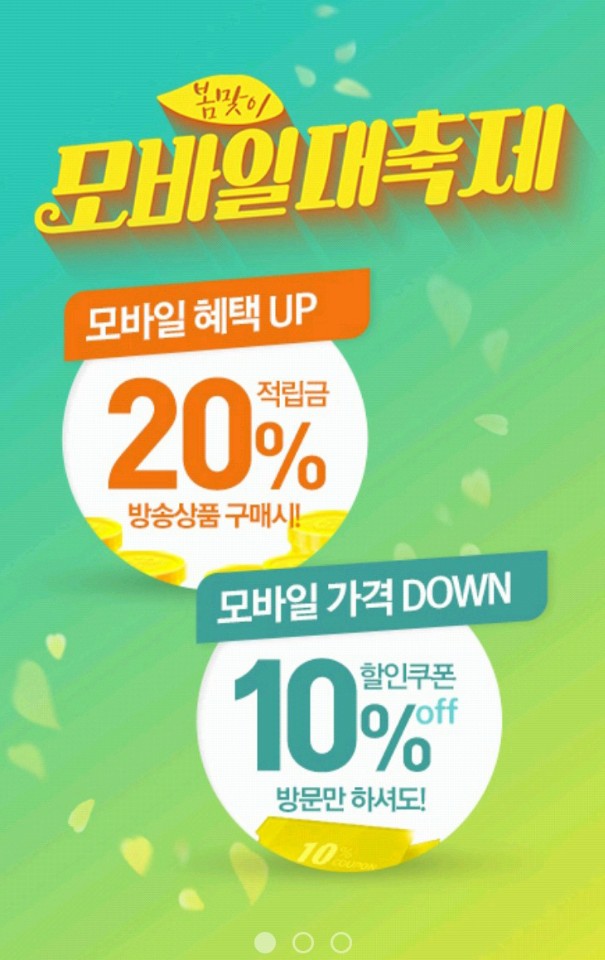 봄맞이
모바일대축제
모바일 혜택 UP
20%
적립금
방송상품 구매시!
모바일 가격 DOWN
10%
할인쿠폰
off
방문만 하셔도!
10%
COUPON